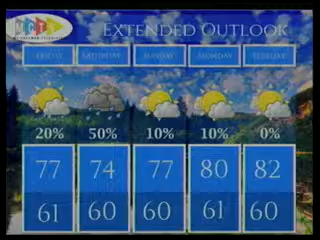 EXTENDED OUTLOOK
FRIDAY SATURDAY SUNDAY MONDAY TUESDAY
20% 50% 10% 10% 0%
77 74 77 80 82
61 60 60 61 60